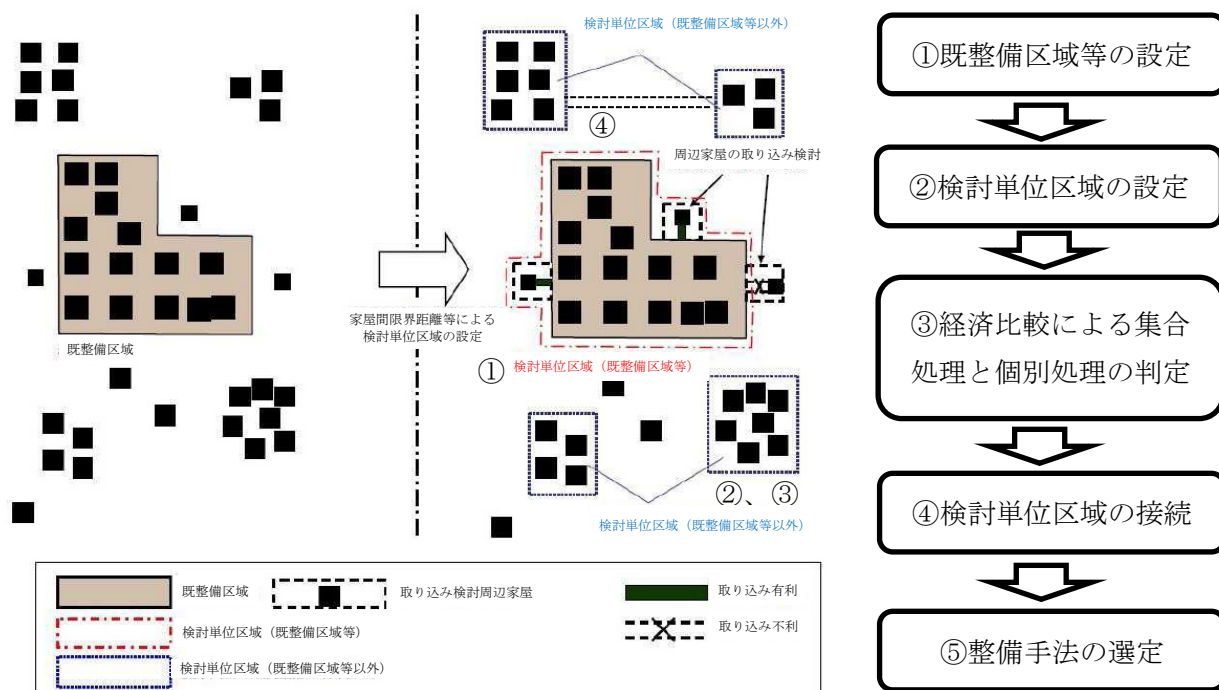 検討単位区域（既整備区域等以外）
④
周辺家屋の取り込み検討
既整備区域
家屋間限界距離等による
検討単位区域の設定
①
検討単位区域（既整備区域等）
②、③
検討単位区域（既整備区域等以外）
既整備区域
取り込み検討周辺家屋
取り込み有利
検討単位区域（既整備区域等）
取り込み不利
検討単位区域（既整備区域等以外）
①既整備区域等の設定
②検討単位区域の設定
③経済比較による集合
処理と個別処理の判定
④検討単位区域の接続
⑤整備手法の選定